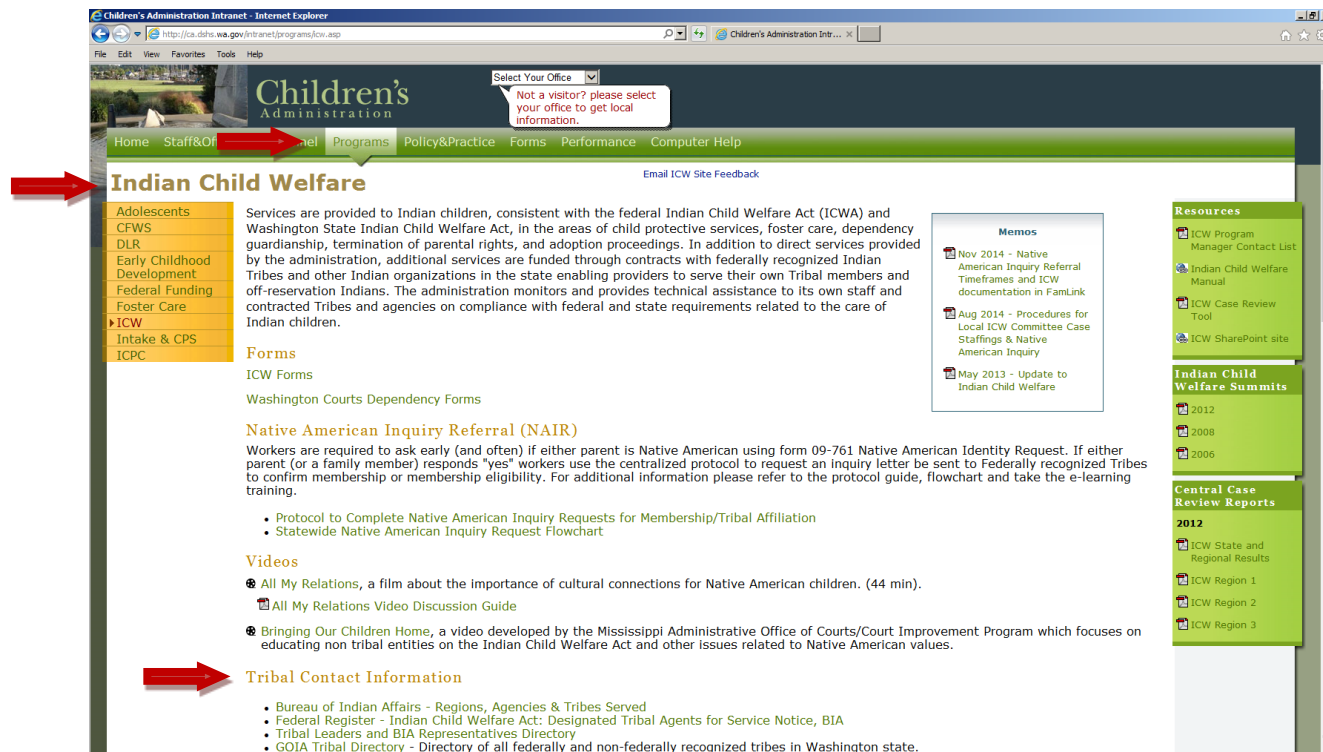 Children's Administration Intranet - Internet Explorer
http://ca.dshs.wa.gov/intranet/programs/icw.asp
Children's Administration Intr...
File Edit View Favorites Tools Help
Children's
Administration
Select Your Office
Not a visitor? please select
your office to get local
information.
Home Staff&Of nel Programs Policy&Practice Forms Performance Computer Help
Indian Child Welfare
Email ICW Site Feedback
Adolescents
CFWS
DLR
Early Childhood
Development
Federal Funding
Foster Care
ICW
Intake & CPS
ICPC
Services are provided to Indian children, consistent with the federal Indian Child Welfare Act (ICWA) and
Washington State Indian Child Welfare Act, in the areas of child protective services, foster care, dependency
guardianship, termination of parental rights, and adoption proceedings. In addition to direct services provided
by the administration, additional services are funded through contracts with federally recognized Indian
Tribes and other Indian organizations in the state enabling providers to serve their own Tribal members and
off-reservation Indians. The administration monitors and provides technical assistance to its own staff and
contracted Tribes and agencies on compliance with federal and state requirements related to the care of
Indian children.
Memos
Nov 2014 - Native
American Inquiry Referral
Timeframes and ICW
documentation in FamLink
Aug 2014 - Procedures for
Local ICW Committee Case
Staffings & Native
American Inquiry
May 2013 - Update to
Indian Child Welfare
Forms
ICW Forms
Washington Courts Dependency Forms
Native American Inquiry Referral (NAIR)
Workers are required to ask early (and often) if either parent is Native American using form 09-761 Native American Identity Request. If either
parent (or a family member) responds "yes" workers use the centralized protocol to request an inquiry letter be sent to Federally recognized Tribes
to confirm membership or membership eligibility. For additional information please refer to the protocol guide, flowchart and take the e-learning
training.
• Protocol to Complete Native American Inquiry Requests for Membership/Tribal Affiliation
• Statewide Native American Inquiry Request Flowchart
Videos
All My Relations, a film about the importance of cultural connections for Native American children. (44 min).
All My Relations Video Discussion Guide
Bringing Our Children Home, a video developed by the Mississippi Administrative Office of Courts/Court Improvement Program which focuses on
educating non tribal entities on the Indian Child Welfare Act and other issues related to Native American values.
Tribal Contact Information
• Bureau of Indian Affairs - Regions, Agencies & Tribes Served
• Federal Register - Indian Child Welfare Act: Designated Tribal Agents for Service Notice, BIA
• Tribal Leaders and BIA Representatives Directory
• GOIA Tribal Directory - Directory of all federally and non-federally recognized tribes in Washington state.
Resources
ICW Program
Manager Contact List
Indian Child Welfare
Manual
ICW Case Review
Tool
ICW SharePoint site
Indian Child
Welfare Summits
2012
2008
2006
Central Case
Review Reports
2012
ICW State and
Regional Results
ICW Region 1
ICW Region 2
ICW Region 3